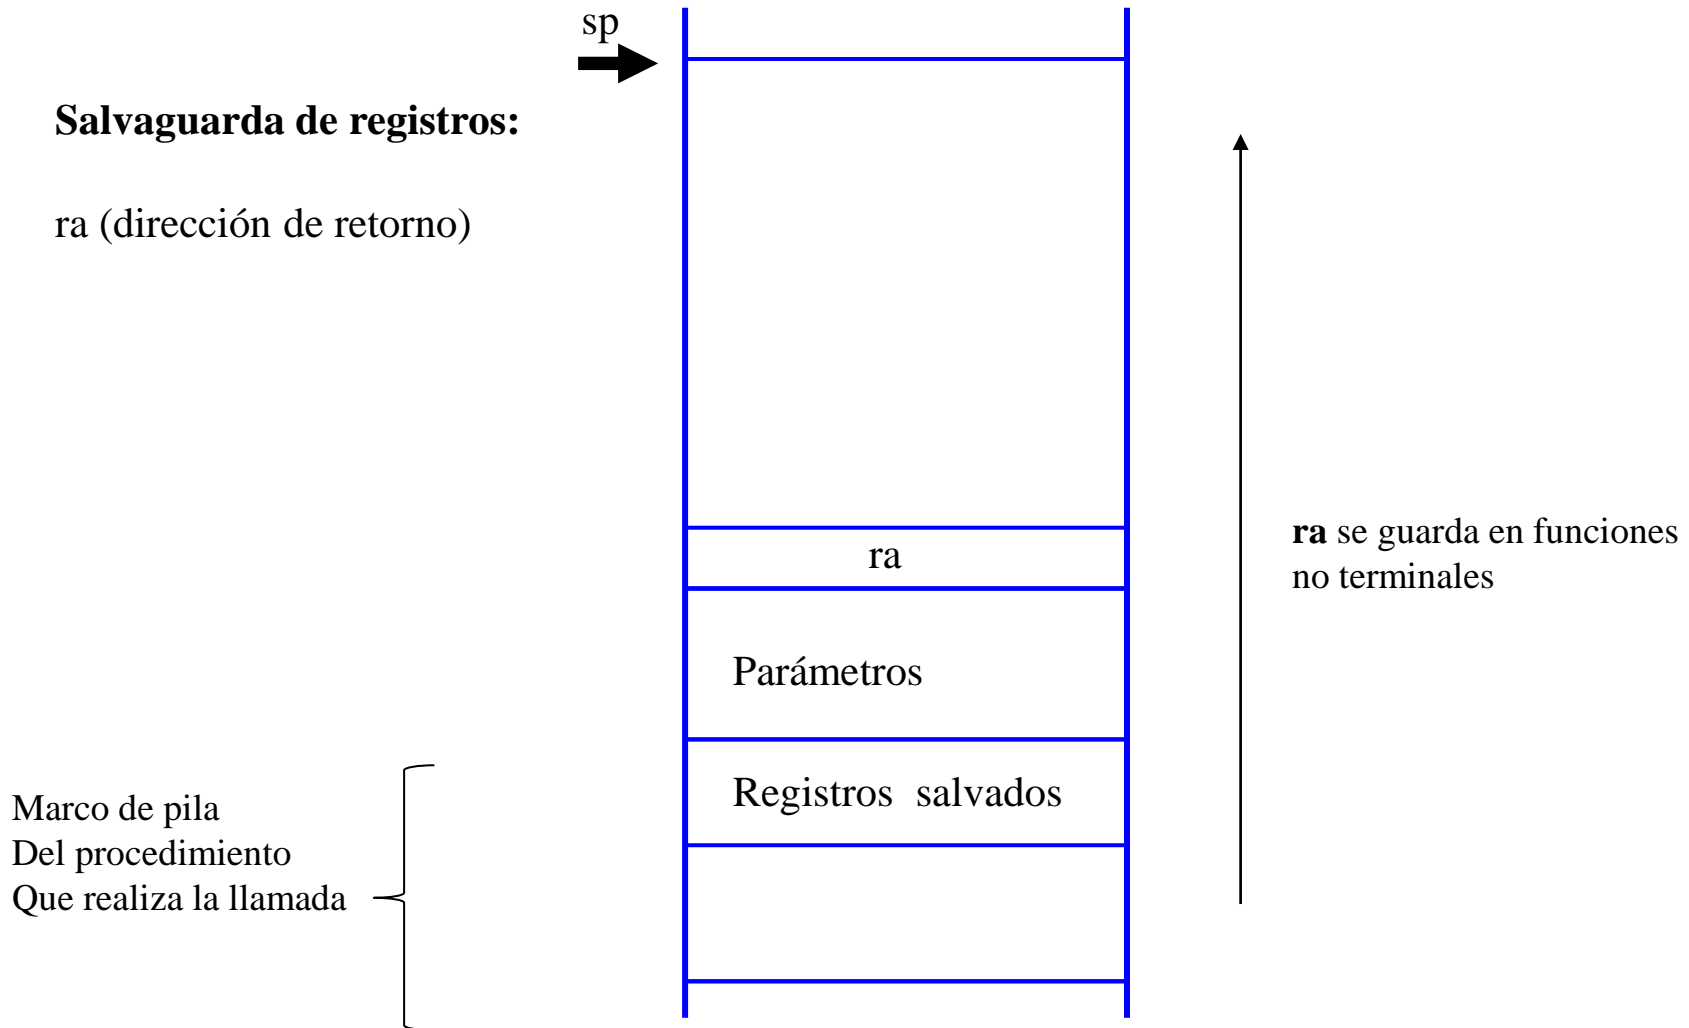 sp
Salvaguarda de registros:
ra (dirección de retorno)
ra se guarda en funciones
no terminales
ra
Parámetros
Registros salvados
Marco de pila
Del procedimiento
Que realiza la llamada